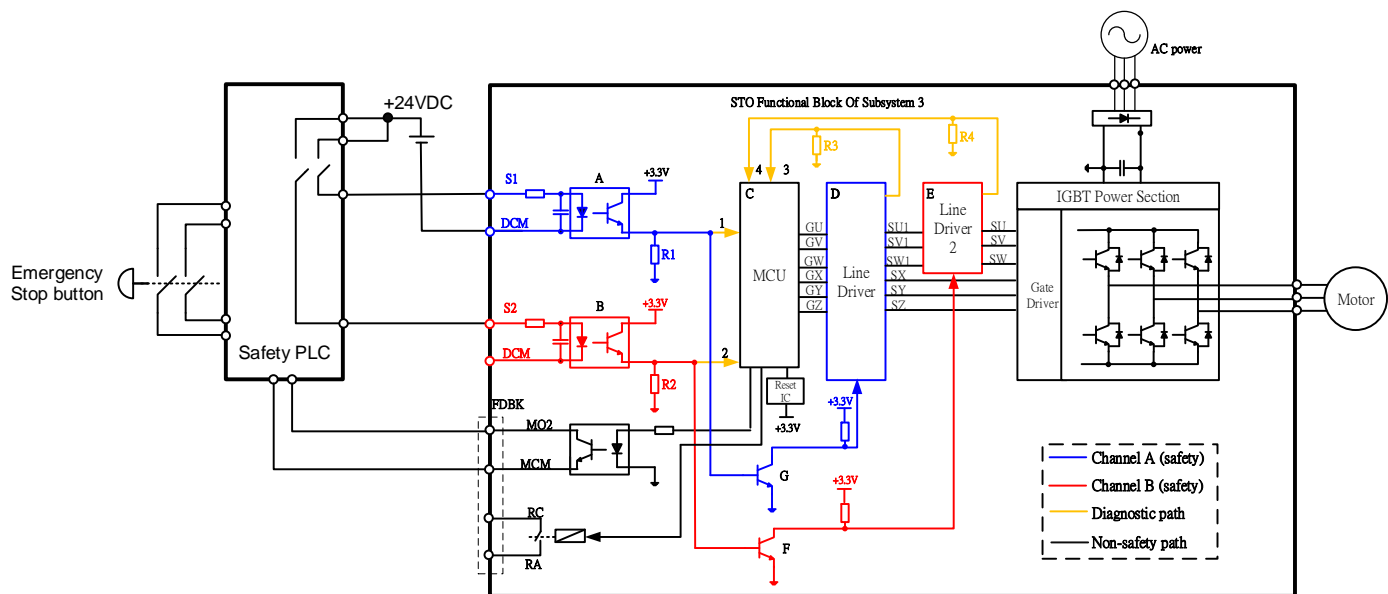 AC power
+24VDC
STO Functional Block Of Subsystem 3
R4
R3
4 3
S1
A
+3.3V
C
D
E
IGBT Power Section
DCM
1
R1
GU
GV
GW
GX
GY
GZ
MCU
Line
Driver
SU1
SV1
SW1
SX
SY
SZ
Line
Driver
2
SU
SV
SW
Gate
Driver
Motor
Emergency
Stop button
Safety PLC
S2
B
+3.3V
DCM
2
R2
Reset
IC
+3.3V
+3.3V
FDBK
MO2
MCM
G
+3.3V
RC
RA
F
Channel A (safety)
Channel B (safety)
Diagnostic path
Non-safety path